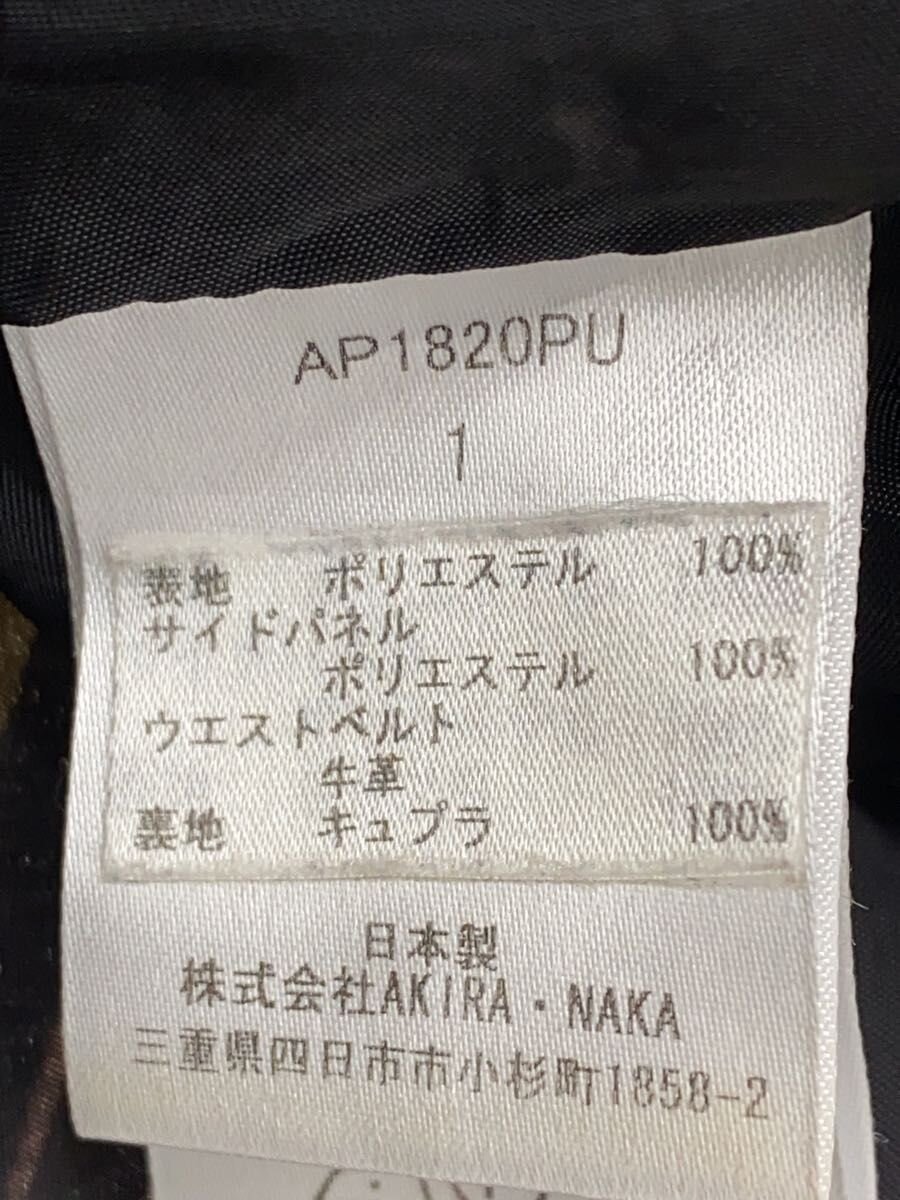 AP1820PU
1
表地 ポリエステル 100%
サイドパネル
ポリエステル 100%
ウエストベルト
牛革
裏地 キュプラ 100%
日本製
株式会社AKIRA・NAKA
三重県四日市市小杉町1858-2